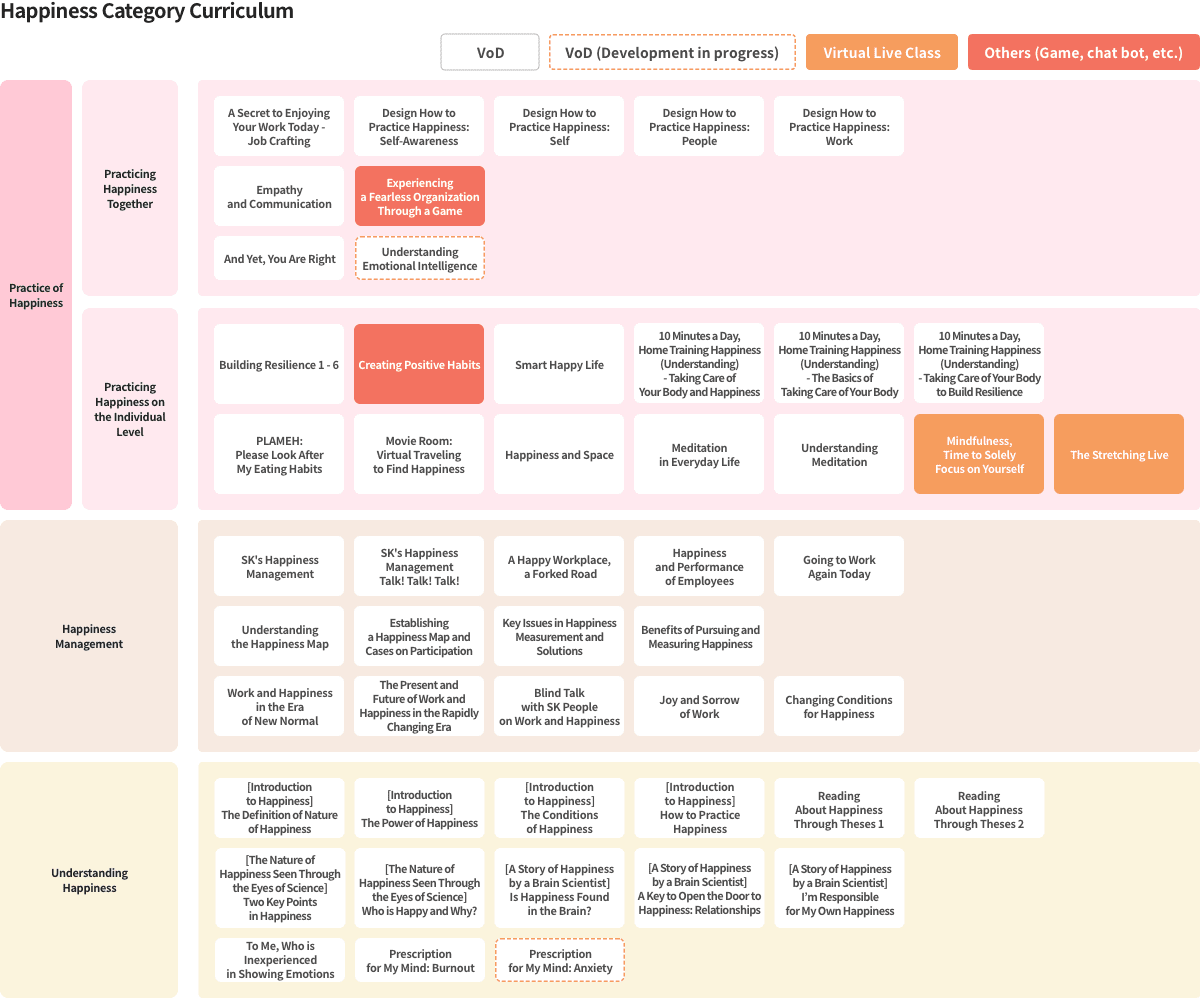 Happiness Category Curriculum
VoD
VoD (Development in progress)
Virtual Live Class
Others (Game, chat bot, etc.)
Practice of
Happiness
Practicing
Happiness
Together
A Secret to Enjoying
Your Work Today -
Job Crafting
Design How to
Practice Happiness:
Self-Awareness
Design How to
Practice Happiness:
Self
Design How to
Practice Happiness:
People
Design How to
Practice Happiness:
Work
Empathy
and Communication
Experiencing
a Fearless Organization
Through a Game
And Yet, You Are Right
Understanding
Emotional Intelligence
Practicing
Happiness on
the Individual
Level
Building Resilience 1 - 6
Creating Positive Habits
Smart Happy Life
10 Minutes a Day,
Home Training Happiness
(Understanding)
- Taking Care of
Your Body and Happiness
10 Minutes a Day,
Home Training Happiness
(Understanding)
- The Basics of
Taking Care of Your Body
10 Minutes a Day,
Home Training Happiness
(Understanding)
- Taking Care of Your Body
to Build Resilience
PLAMEH:
Please Look After
My Eating Habits
Movie Room:
Virtual Traveling
to Find Happiness
Happiness and Space
Meditation
in Everyday Life
Understanding
Meditation
Mindfulness,
Time to Solely
Focus on Yourself
The Stretching Live
Happiness
Management
SK's Happiness
Management
SK's Happiness
Management
Talk! Talk! Talk!
A Happy Workplace,
a Forked Road
Happiness
and Performance
of Employees
Going to Work
Again Today
Understanding
the Happiness Map
Establishing
a Happiness Map and
Cases on Participation
Key Issues in Happiness
Measurement and
Solutions
Benefits of Pursuing and
Measuring Happiness
Work and Happiness
in the Era
of New Normal
The Present and
Future of Work and
Happiness in the Rapidly
Changing Era
Blind Talk
with SK People
on Work and Happiness
Joy and Sorrow
of Work
Changing Conditions
for Happiness
Understanding
Happiness
[Introduction
to Happiness]
The Definition of Nature
of Happiness
[Introduction
to Happiness]
The Power of Happiness
[Introduction
to Happiness]
The Conditions
of Happiness
[Introduction
to Happiness]
How to Practice
Happiness
Reading
About Happiness
Through Theses 1
Reading
About Happiness
Through Theses 2
[The Nature of
Happiness Seen Through
the Eyes of Science]
Two Key Points
in Happiness
[The Nature of
Happiness Seen Through
the Eyes of Science]
Who is Happy and Why?
[A Story of Happiness
by a Brain Scientist]
Is Happiness Found
in the Brain?
[A Story of Happiness
by a Brain Scientist]
A Key to Open the Door to
Happiness: Relationships
[A Story of Happiness
by a Brain Scientist]
I’m Responsible
for My Own Happiness
To Me, Who is
Inexperienced
in Showing Emotions
Prescription
for My Mind: Burnout
Prescription
for My Mind: Anxiety